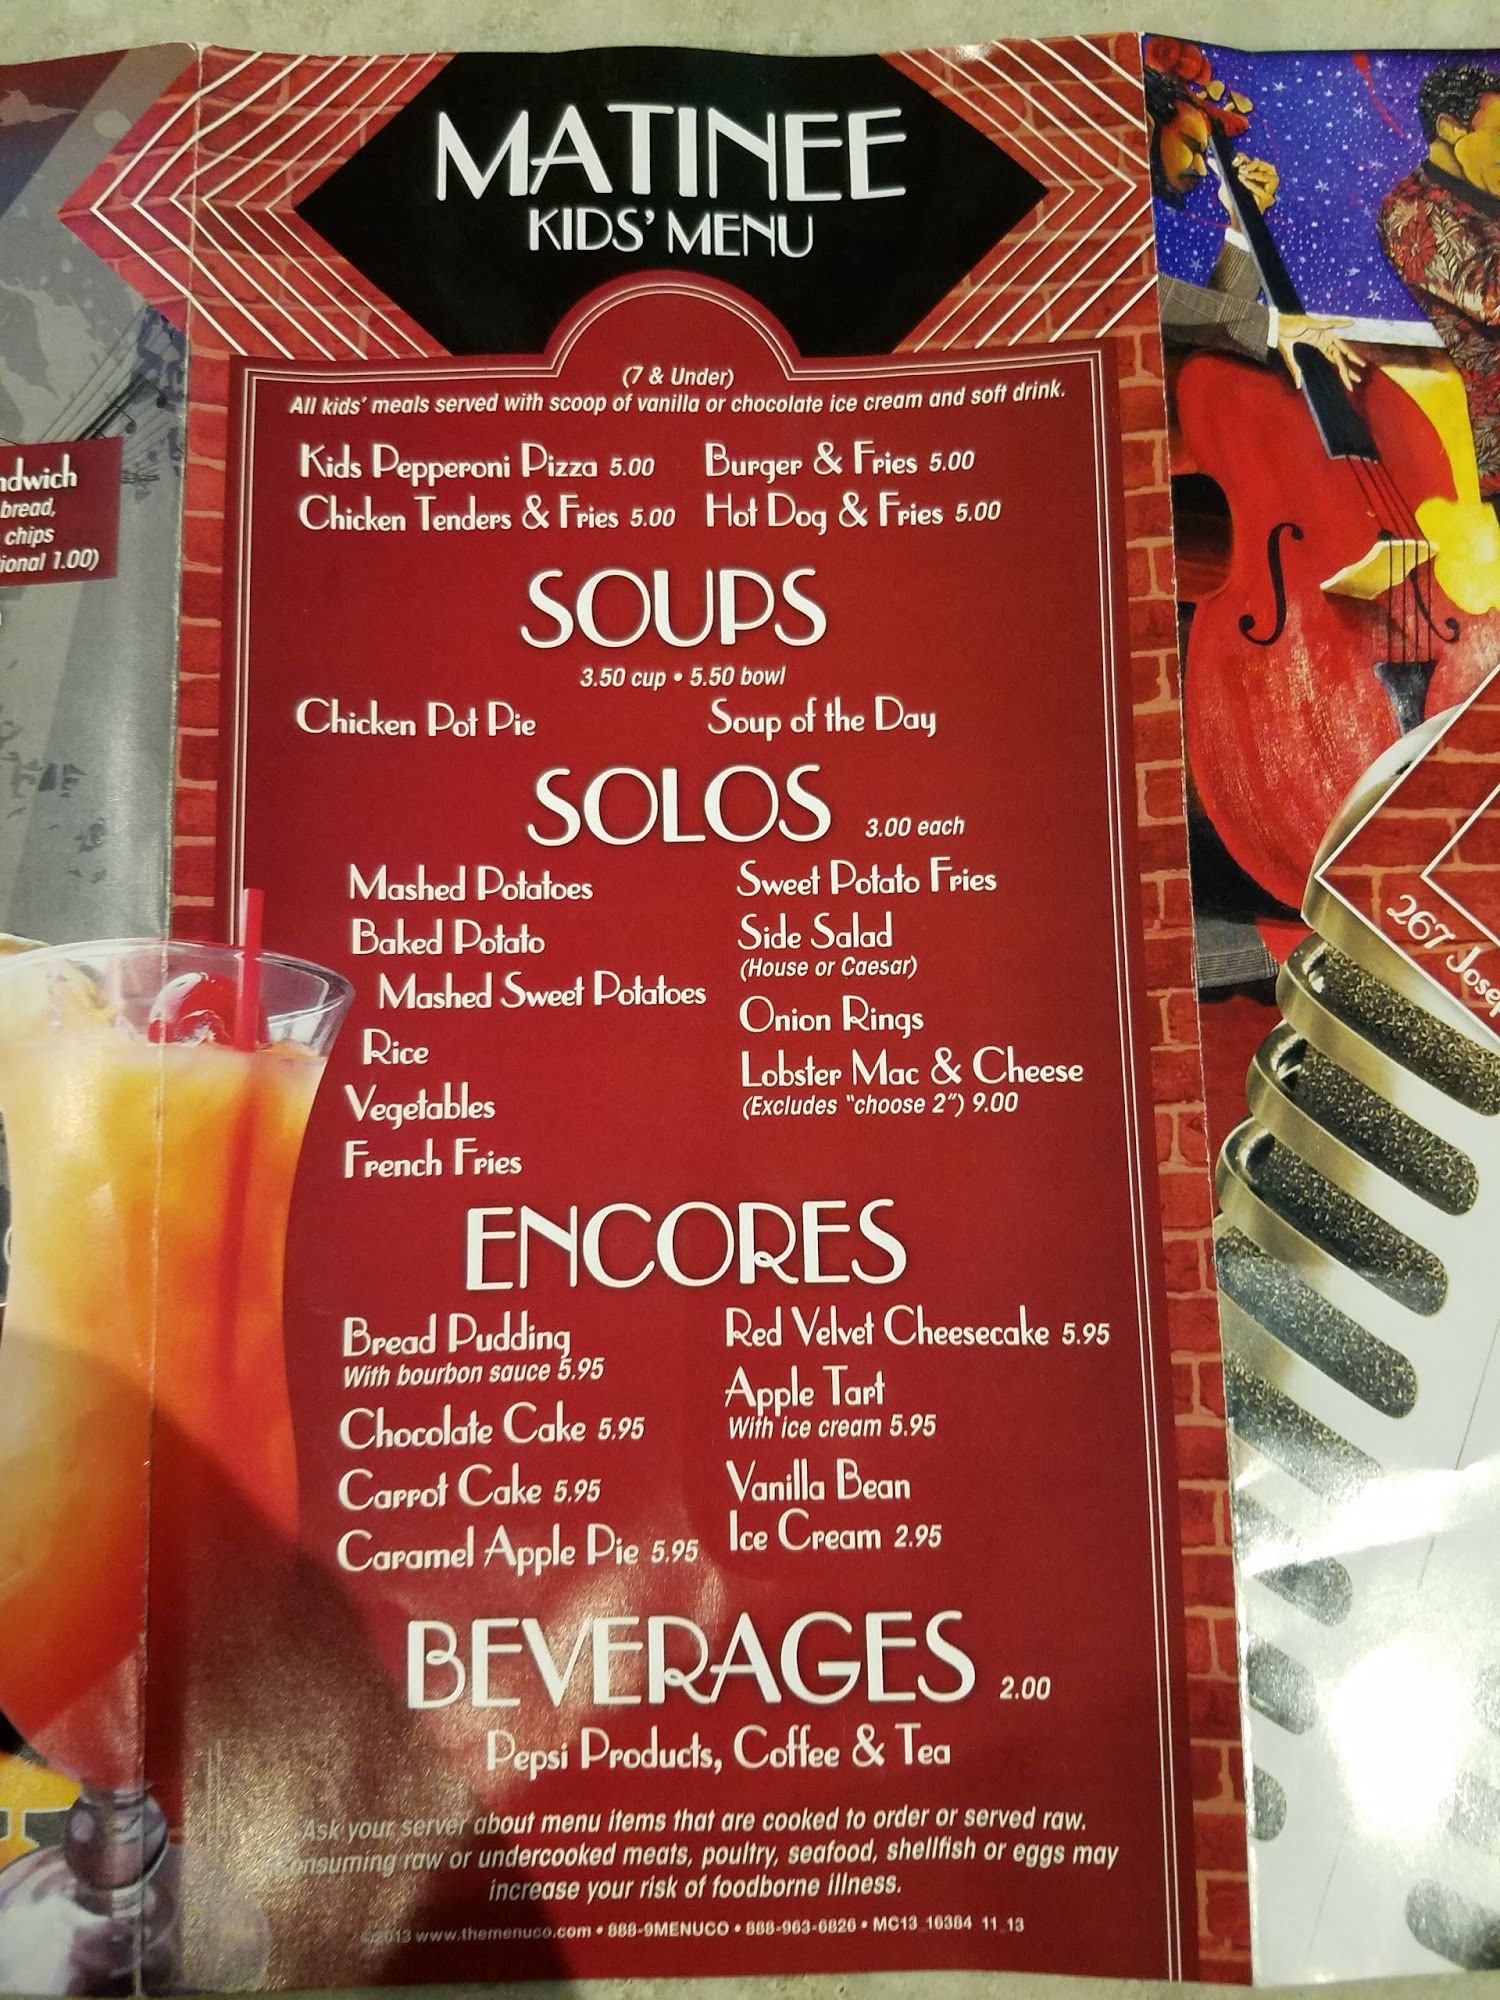 MATINEE
KIDS' MENU
(7 & Under)
All kids' meals served with scoop of vanilla or chocolate ice cream and soft drink.
Kids Pepperoni Pizza 5.00
Chicken Tenders & Fries 5.00
Burger & Fries 5.00
Hot Dog & Fries 5.00
SOUPS
3.50 cup • 5.50 bowl
Chicken Pot Pie
Soup of the Day
SOLOS 3.00 each
Mashed Potatoes
Baked Potato
Mashed Sweet Potatoes
Rice
Vegetables
French Fries
Sweet Potato Fries
Side Salad
(House or Caesar)
Onion Rings
Lobster Mac & Cheese
(Excludes "choose 2") 9.00
ENCORES
Bread Pudding
With bourbon sauce 5.95
Chocolate Cake 5.95
Carrot Cake 5.95
Caramel Apple Pie 5.95
Red Velvet Cheesecake 5.95
Apple Tart
With ice cream 5.95
Vanilla Bean
Ice Cream 2.95
BEVERAGES 2.00
Pepsi Products, Coffee & Tea
Ask your server about menu items that are cooked to order or served raw.
onsuming raw or undercooked meats, poultry, seafood, shellfish or eggs may
increase your risk of foodborne illness.
©2013 www.themenuco.com • 888-9MENUCO • 888-963-6826 • MC13_16384 11_13
ndwich
bread,
chips
ional 1.00)
267 Josep